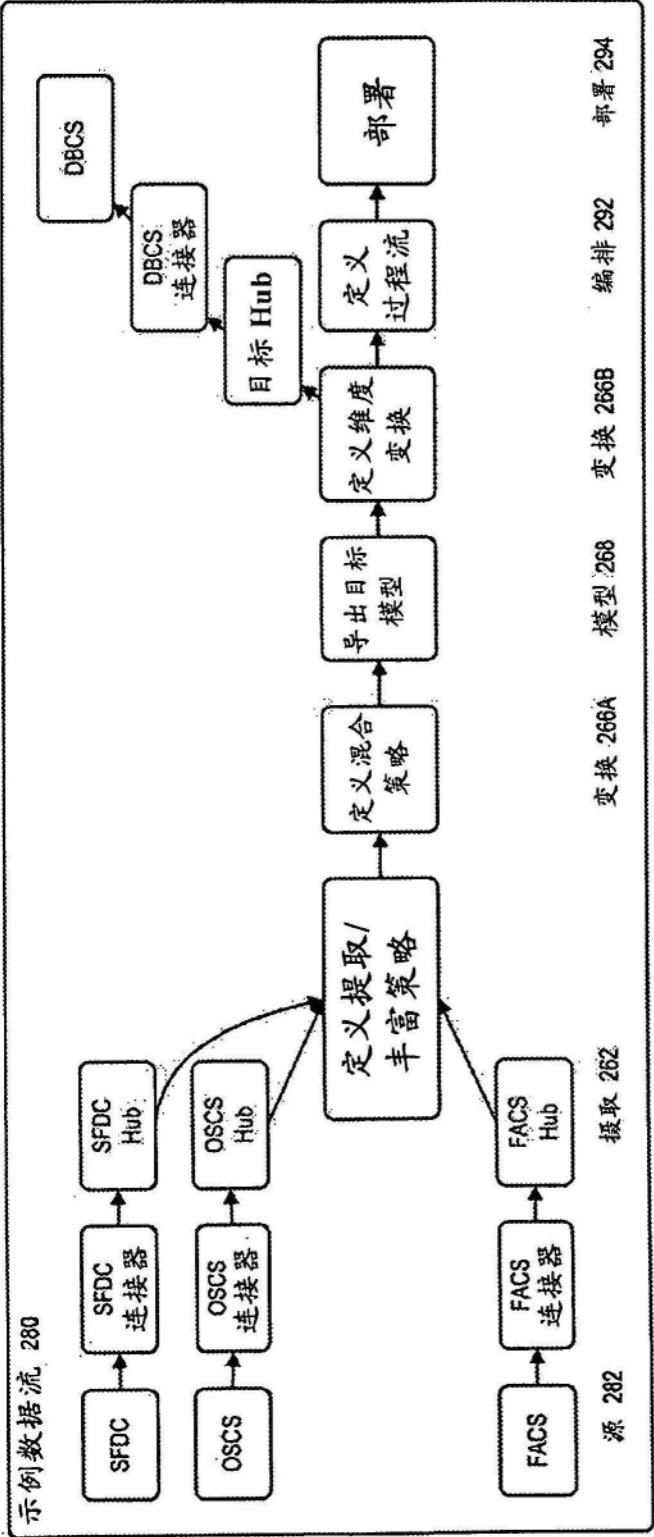 示例数据流 280
SFDC
SFDC
连接器
SFDC
Hub
OSCS
OSCS
连接器
OSCS
Hub
FACS
FACS
连接器
FACS
Hub
定义提取/
丰富策略
定义混合
策略
导出目标
模型
定义维度
变换
定义
过程流
部署
目标 Hub
DBCS
连接器
DBCS
源 282
摄取 262
变换 266A
模型 268
变换 266B
编排 292
部署 294